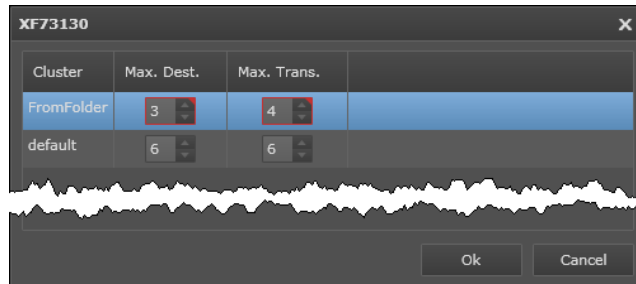 XF73130 X
Cluster Max. Dest. Max. Trans.
FromFolder 3 4
default 6 6
Ok Cancel